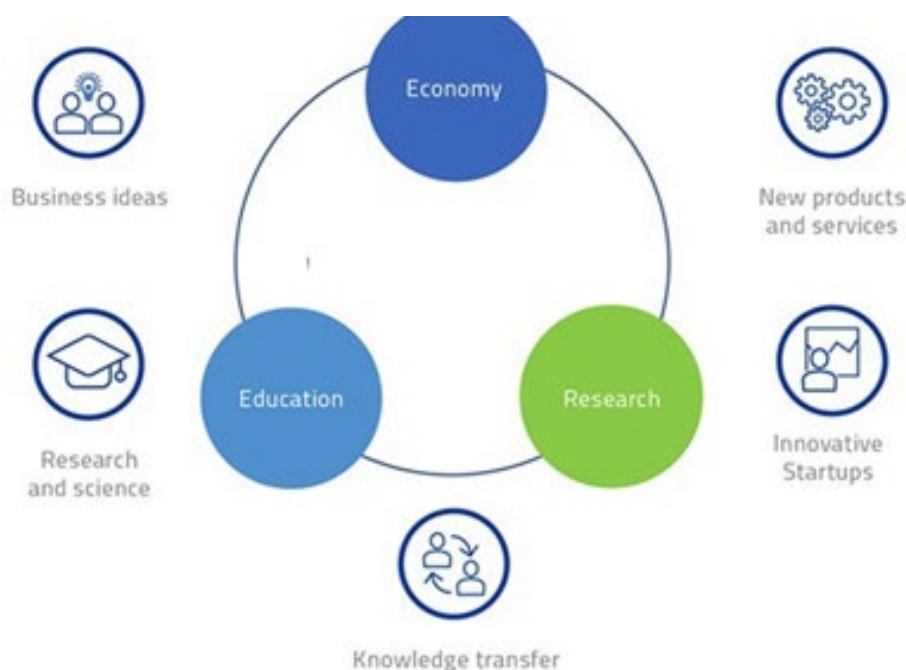 Economy
Business ideas
New products
and services
Education
Research
Research
and science
Innovative
Startups
Knowledge transfer